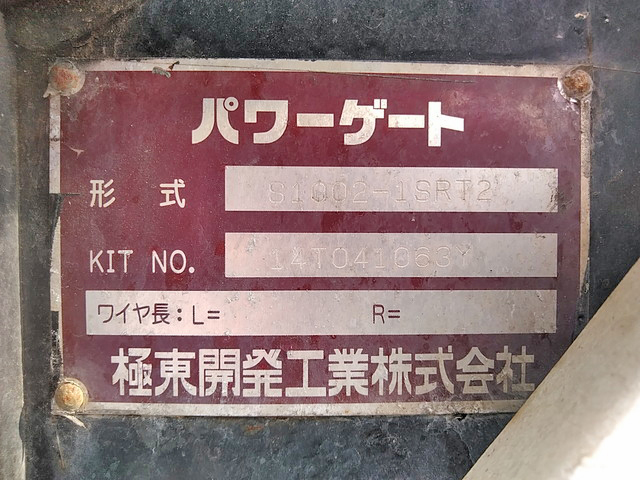 パワーゲート
形式 S1002-1SRT2
KIT NO. 14T0410637
ワイヤ長：L= R=
極東開発工業株式会社